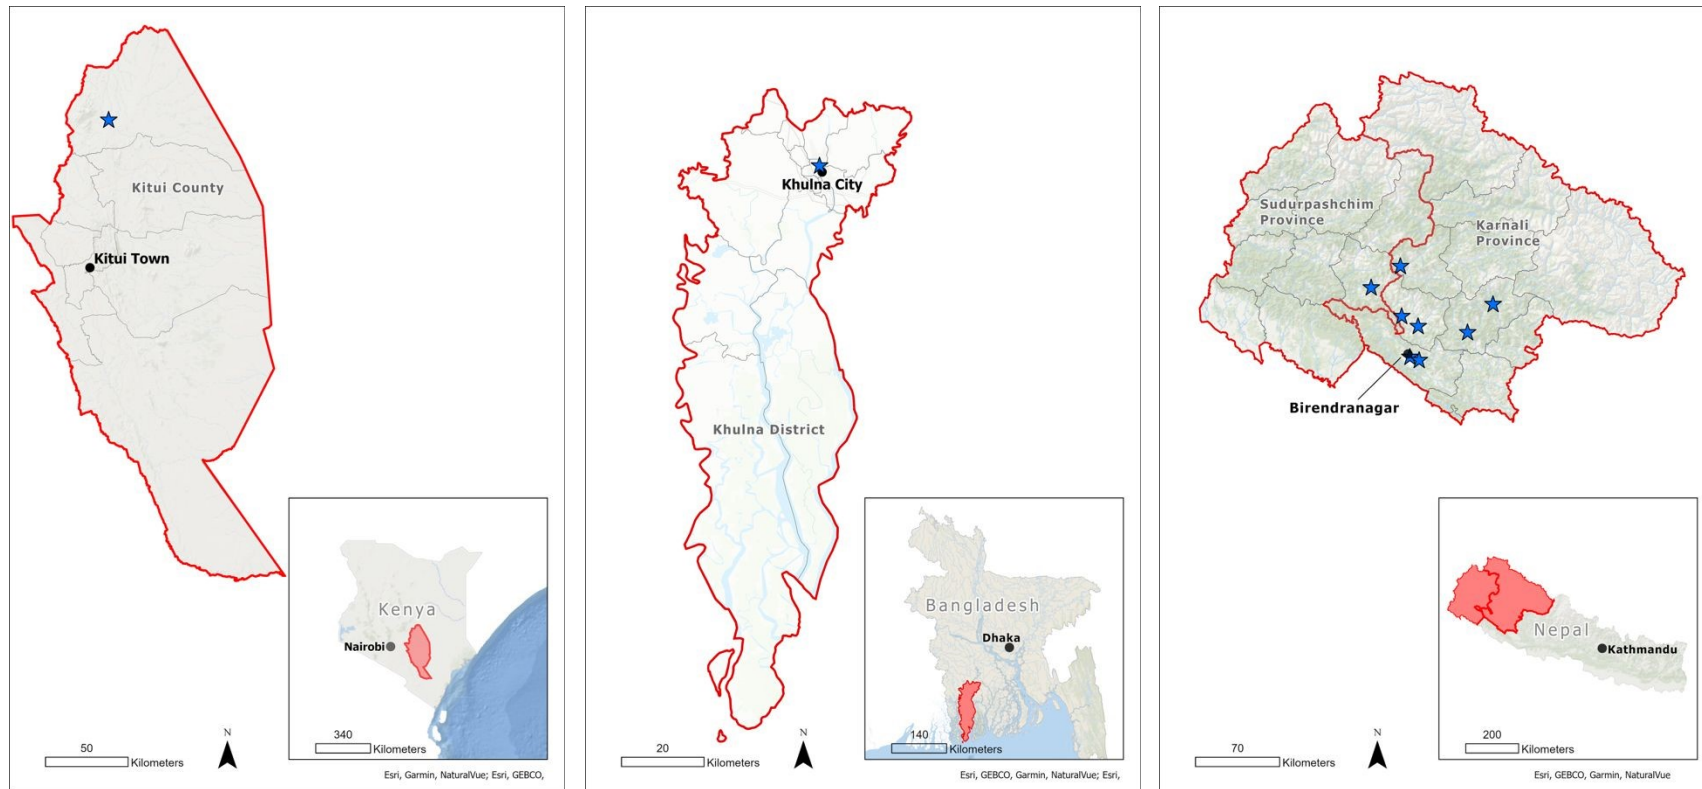 Kitui County
Kitui Town
Kenya
Nairobi
N
50
Kilometers
340
Kilometers
Esri, Garmin, NaturalVue; Esri, GEBCO,
Khulna City
Khulna District
Bangladesh
Dhaka
N
20
Kilometers
140
Kilometers
Esri, GEBCO, Garmin, NaturalVue; Esri,
Sudurpashchim
Province
Karnali
Province
Birendranagar
Nepal
Kathmandu
N
70
Kilometers
200
Kilometers
Esri, GEBCO, Garmin, NaturalVue